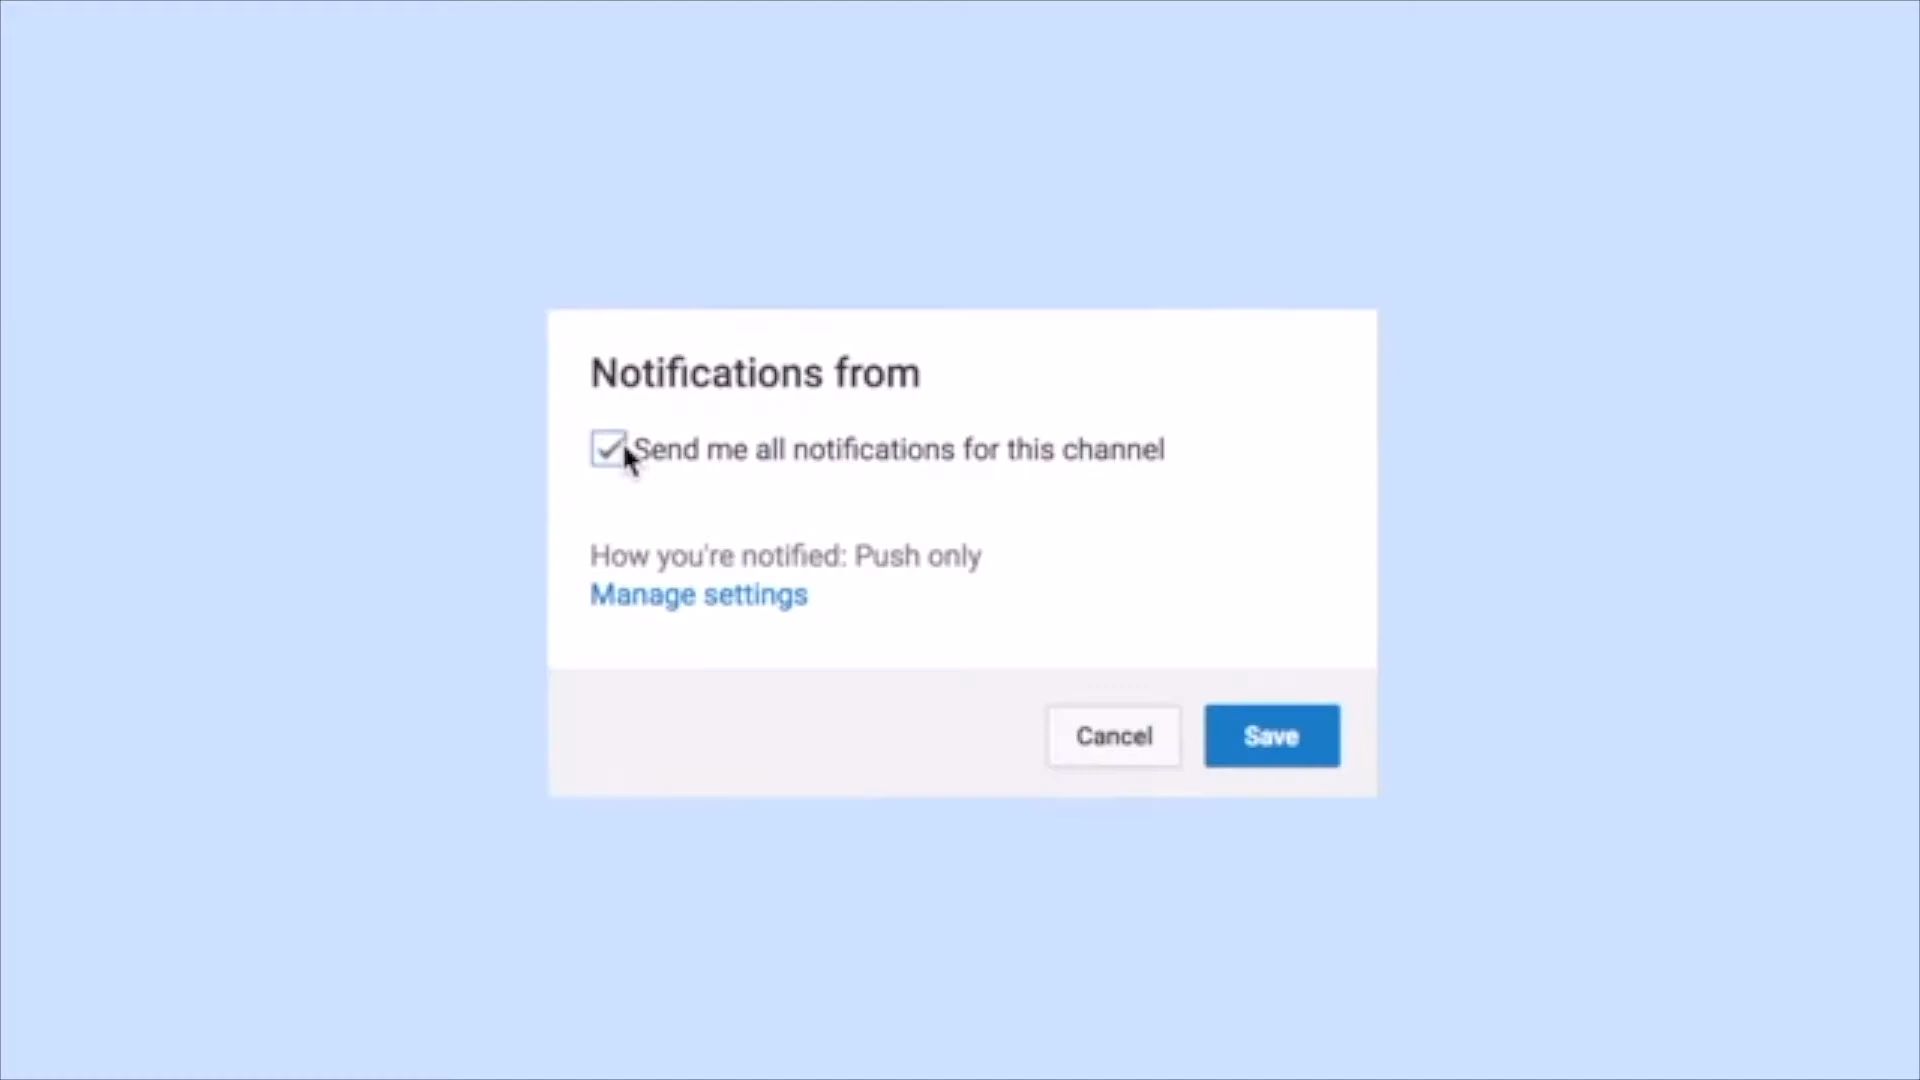 Notifications from
Send me all notifications for this channel
How you're notified: Push only
Manage settings
Cancel
Save